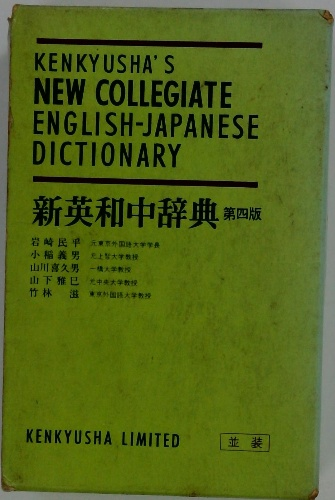 KENKYUSHA'S
NEW COLLEGIATE
ENGLISH-JAPANESE
DICTIONARY
新英和中辞典 第四版
岩崎民平 元東京外国語大学学長
小稲義男 元上智大学教授
山川喜久男 一橋大学教授
山下雅巳 元中央大学教授
竹林 滋 東京外国語大学教授
KENKYUSHA LIMITED
並装